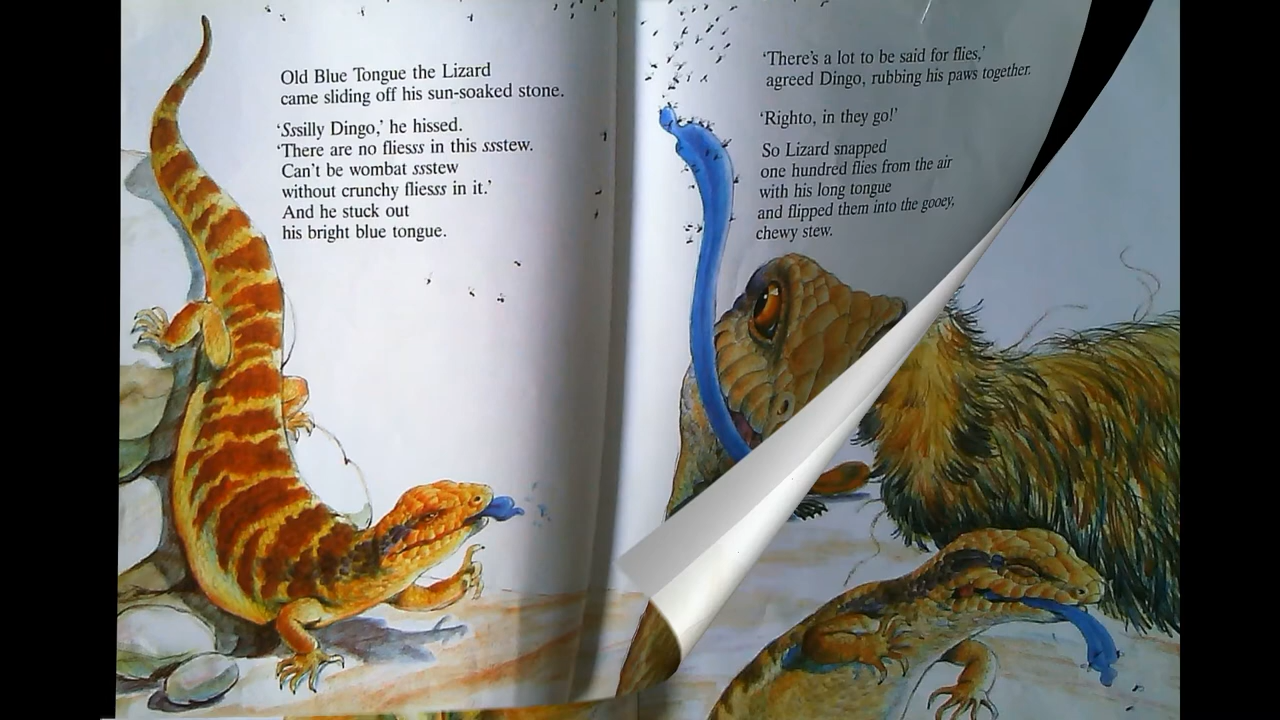 Old Blue Tongue the Lizard
came sliding off his sun-soaked stone.
‘Sssilly Dingo,’ he hissed.
‘There are no fliesss in this ssstew.
Can’t be wombat ssstew
without crunchy fliesss in it.’
And he stuck out
his bright blue tongue.
‘There’s a lot to be said for flies,’
agreed Dingo, rubbing his paws together.
‘Righto, in they go!’
So Lizard snapped
one hundred flies from the air
with his long tongue
and flipped them into the gooey,
chewy stew.